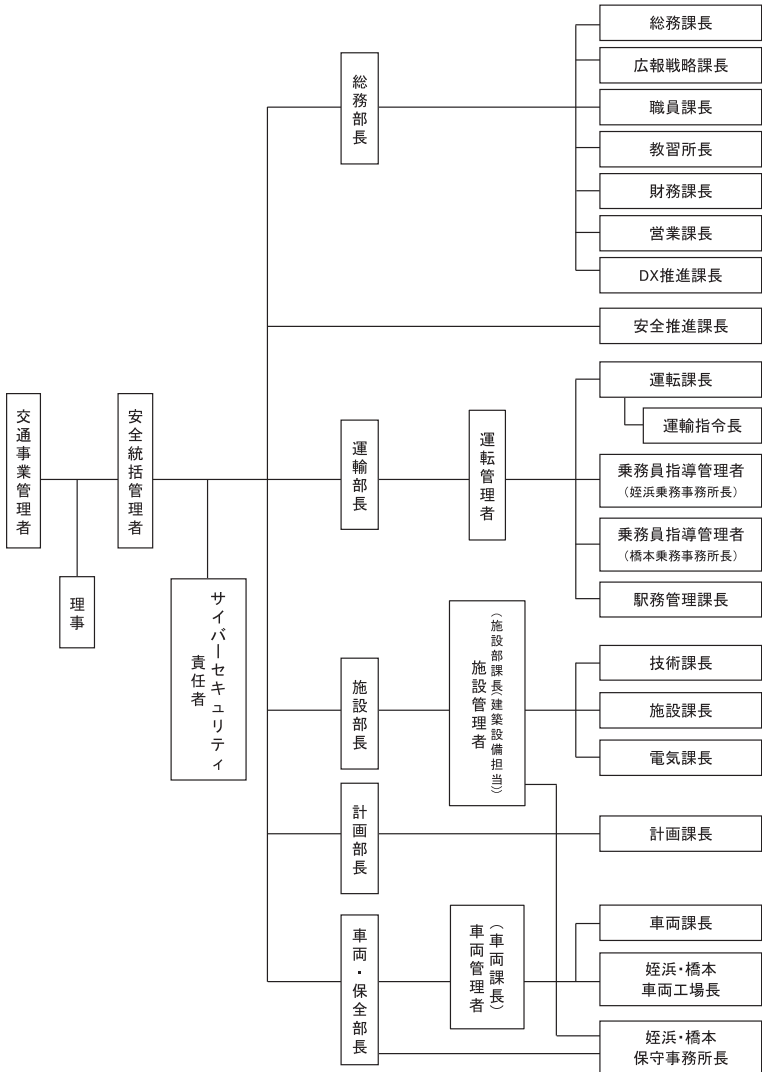 交通事業管理者
理事
安全統括管理者
サイバーセキュリティ
責任者
総務部長
総務課長
広報戦略課長
職員課長
教習所長
財務課長
営業課長
DX推進課長
安全推進課長
運輸部長
運転管理者
運転課長
運輸指令長
乗務員指導管理者
（姪浜乗務事務所長）
乗務員指導管理者
（橋本乗務事務所長）
駅務管理課長
施設部長
（施設部課長（建築設備担当））
施設管理者
技術課長
施設課長
電気課長
計画部長
計画課長
車両・保全部長
（車両課長）
車両管理者
車両課長
姪浜・橋本
車両工場長
姪浜・橋本
保守事務所長